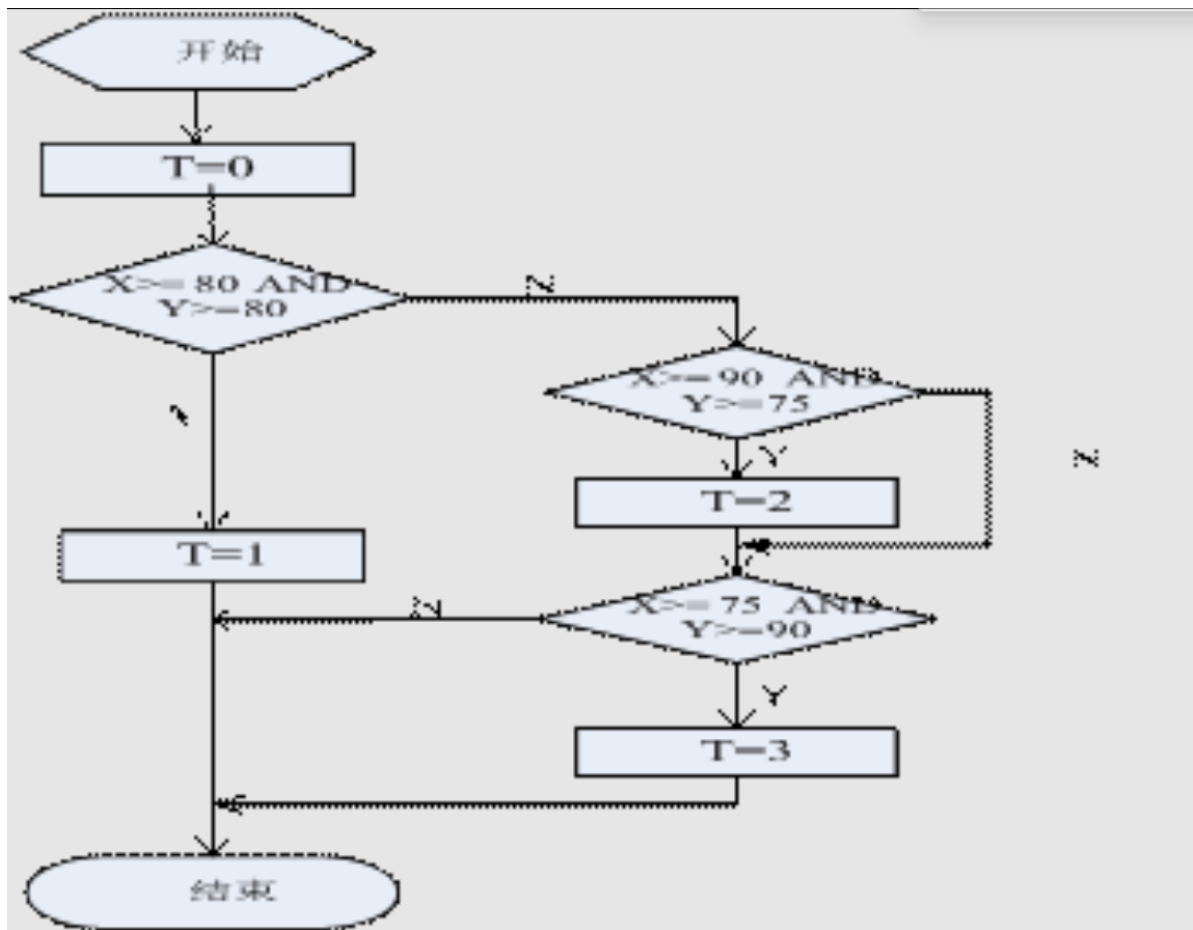 开始
T=0
X>=80 AND
Y>=80
N
X>=90 AND
Y>=75
Y
N
T=2
T=1
X>=75 AND
Y>=90
N
Y
T=3
结束